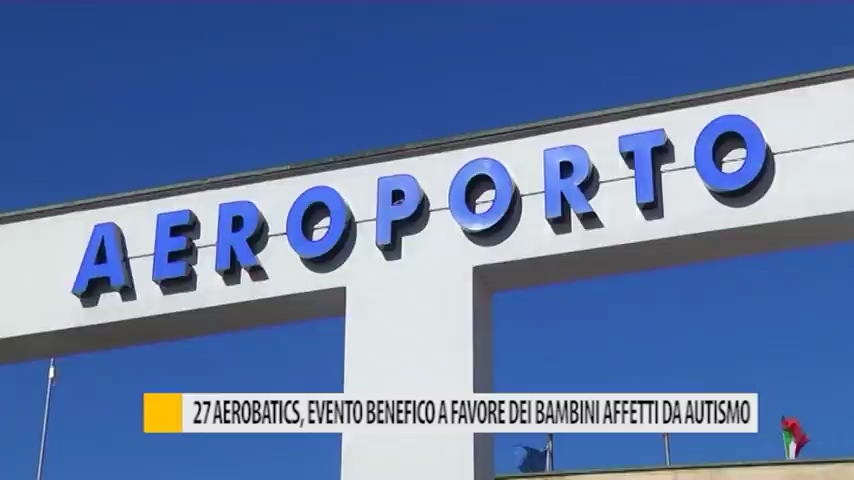 AEROPORTO
27 AEROBATICS, EVENTO BENEFICO A FAVORE DEI BAMBINI AFFETTI DA AUTISMO